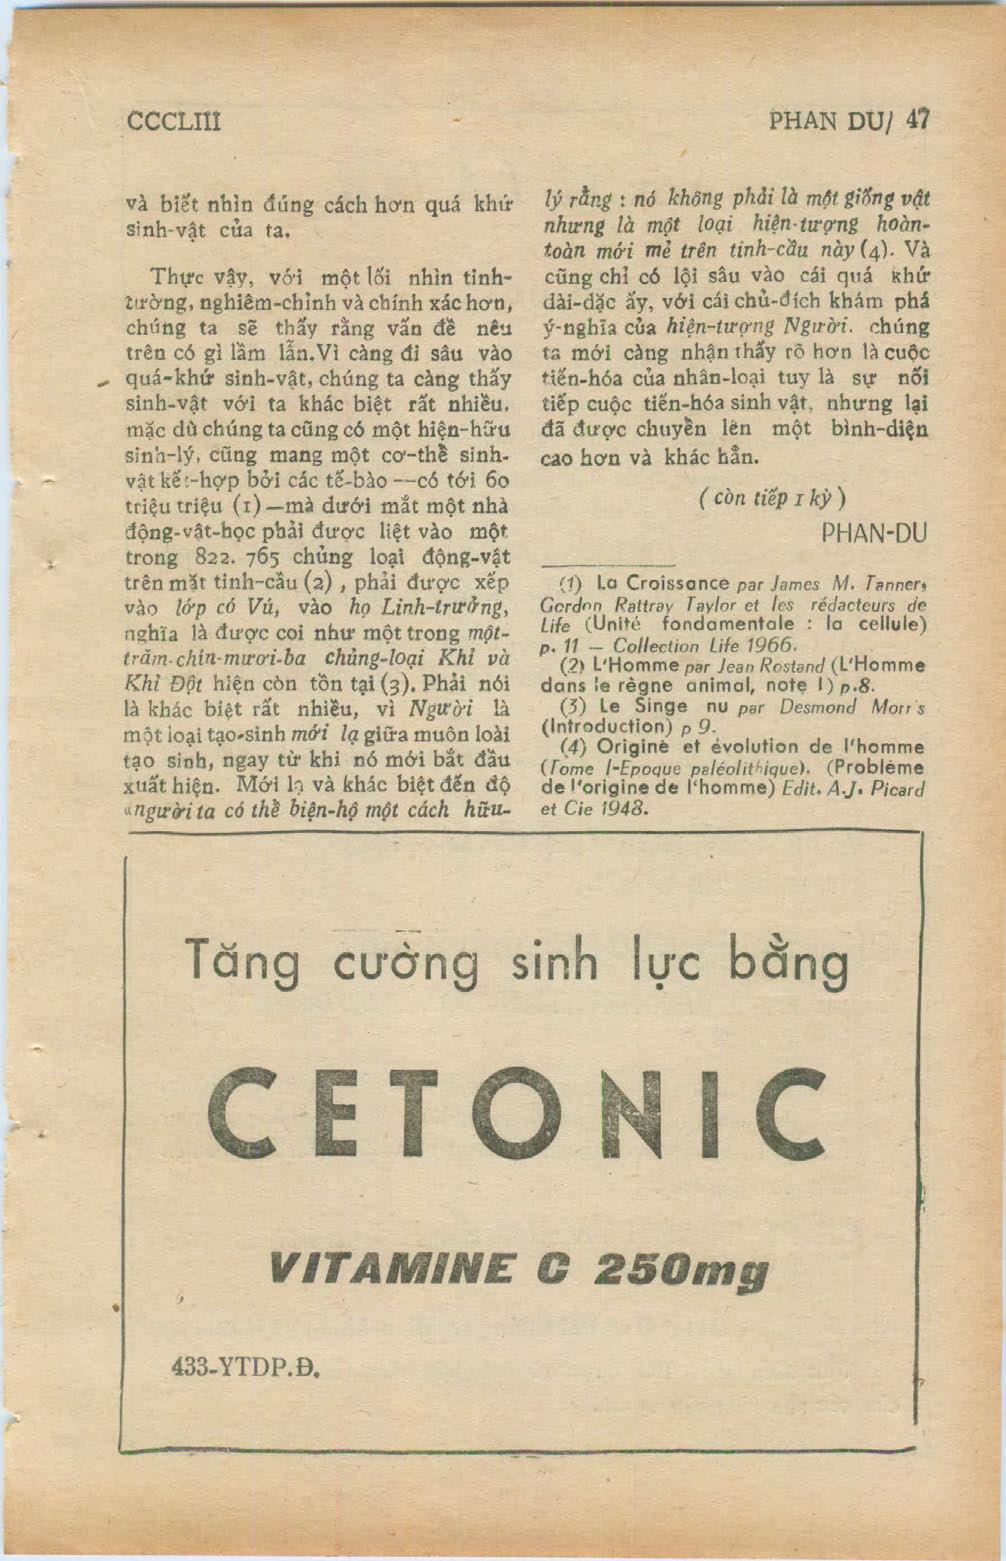 CCCLIII
PHAN DU/ 47
và biết nhìn đúng cách hơn quá khứ
sinh-vật của ta.
Thực vậy, với một lối nhìn tinh-
tường, nghiêm-chỉnh và chính xác hơn,
chúng ta sẽ thấy rằng vấn đề nêu
trên có gì lầm lẫn.Vì càng đi sâu vào
quá-khứ sinh-vật, chúng ta càng thấy
sinh-vật với ta khác biệt rất nhiều.
mặc dù chúng ta cũng có một hiện-hữu
sinh-lý, cũng mang một cơ-thể sinh-
vật kết-hợp bởi các tế-bào —có tới 60
triệu triệu (1) —mà dưới mắt một nhà
động-vật-học phải được liệt vào một
trong 822. 765 chủng loại động-vật
trên mặt tinh-cầu (2) , phải được xếp
vào lớp có Vú, vào họ Linh-trưởng,
nghĩa là được coi như một trong một-
trăm-chín-mươi-ba chủng-loại Khỉ và
Khỉ Đột hiện còn tồn tại (3). Phải nói
là khác biệt rất nhiều, vì Người là
một loại tạo-sinh mới lạ giữa muôn loài
tạo sinh, ngay từ khi nó mới bắt đầu
xuất hiện. Mới lạ và khác biệt đến độ
«người ta có thể biện-hộ một cách hữu-
lý rằng : nó không phải là một giống vật
nhưng là một loại hiện-tượng hoàn-
toàn mới mẻ trên tinh-cầu này (4). Và
cũng chỉ có lội sâu vào cái quá khứ
dài-dặc ấy, với cái chủ-đích khám phá
ý-nghĩa của hiện-tượng Người. chúng
ta mới càng nhận thấy rõ hơn là cuộc
tiến-hóa của nhân-loại tuy là sự nối
tiếp cuộc tiến-hóa sinh vật, nhưng lại
đã được chuyển lên một bình-diện
cao hơn và khác hẳn.
( còn tiếp 1 kỳ )
PHAN-DU
(1) La Croissance par James M. Tanner,
Gordon Rattray Taylor et les rédacteurs de
Life (Unité fondamentale : la cellule)
p. 11 — Collection Life 1966.
(2) L'Homme par Jean Rostand (L'Homme
dans le règne animal, note I) p.8.
(3) Le Singe nu par Desmond Morris
(Introduction) p 9.
(4) Origine et évolution de l'homme
(Tome I-Epoque paléolithique). (Problème
de l'origine de l'homme) Edit. A.J. Picard
et Cie 1948.
Tăng cường sinh lực bằng
CETONIC
VITAMINE C 250mg
433-YTDP.Đ.